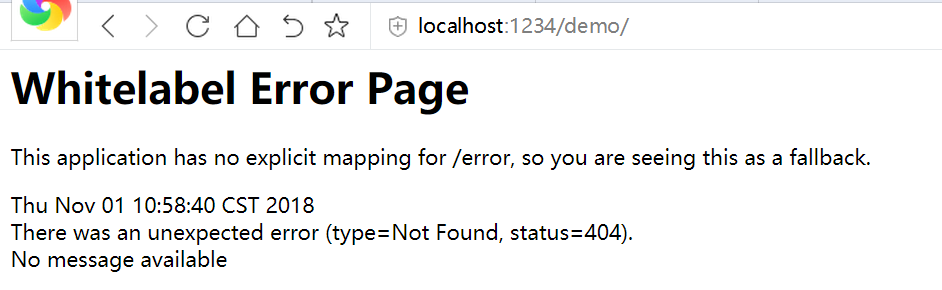 localhost:1234/demo/
Whitelabel Error Page
This application has no explicit mapping for /error, so you are seeing this as a fallback.
Thu Nov 01 10:58:40 CST 2018
There was an unexpected error (type=Not Found, status=404).
No message available